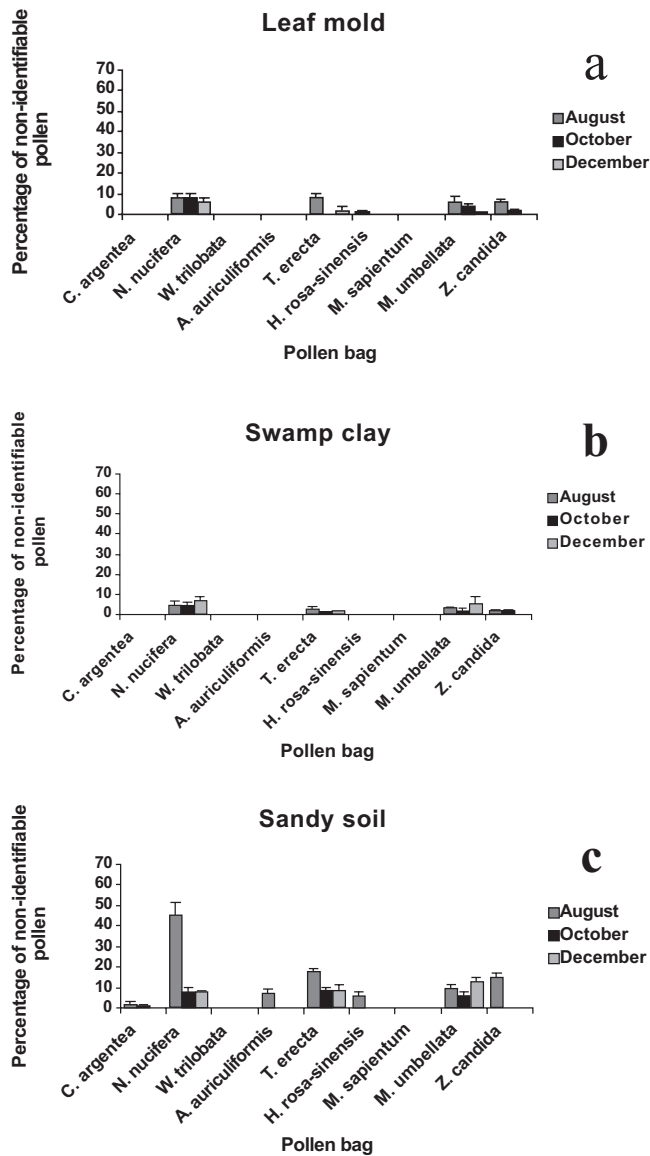 Leaf mold
a
Percentage of non-identifiable
pollen
70
60
50
40
30
20
10
0
August
October
December
C. argentea
N. nucifera
W. trilobata
A. auriculiformis
T. erecta
H. rosa-sinensis
M. sapientum
M. umbellata
Z. candida
Pollen bag
Swamp clay
b
Percentage of non-identifiable
pollen
70
60
50
40
30
20
10
0
August
October
December
C. argentea
N. nucifera
W. trilobata
A. auriculiformis
T. erecta
H. rosa-sinensis
M. sapientum
M. umbellata
Z. candida
Pollen bag
Sandy soil
c
Percentage of non-identifiable
pollen
70
60
50
40
30
20
10
0
August
October
December
C. argentea
N. nucifera
W. trilobata
A. auriculiformis
T. erecta
H. rosa-sinensis
M. sapientum
M. umbellata
Z. candida
Pollen bag